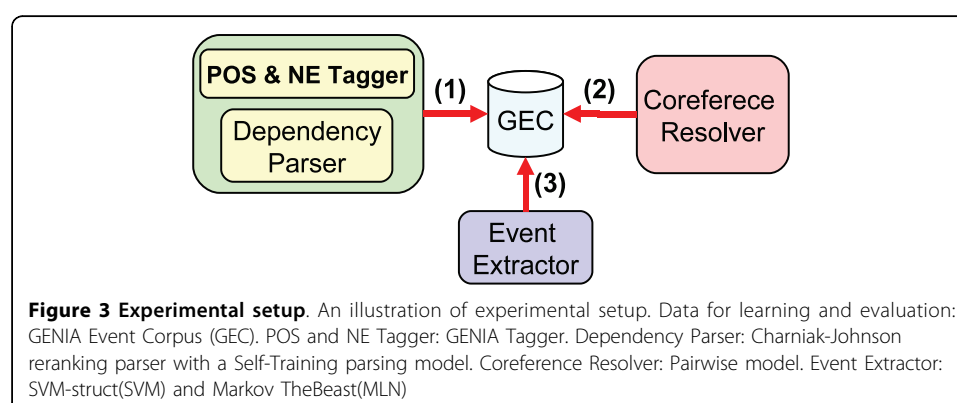 POS & NE Tagger
Dependency
Parser
(1)
GEC
(2)
Coreferece
Resolver
(3)
Event
Extractor
Figure 3 Experimental setup. An illustration of experimental setup. Data for learning and evaluation:
GENIA Event Corpus (GEC). POS and NE Tagger: GENIA Tagger. Dependency Parser: Charniak-Johnson
reranking parser with a Self-Training parsing model. Coreference Resolver: Pairwise model. Event Extractor:
SVM-struct(SVM) and Markov TheBeast(MLN)